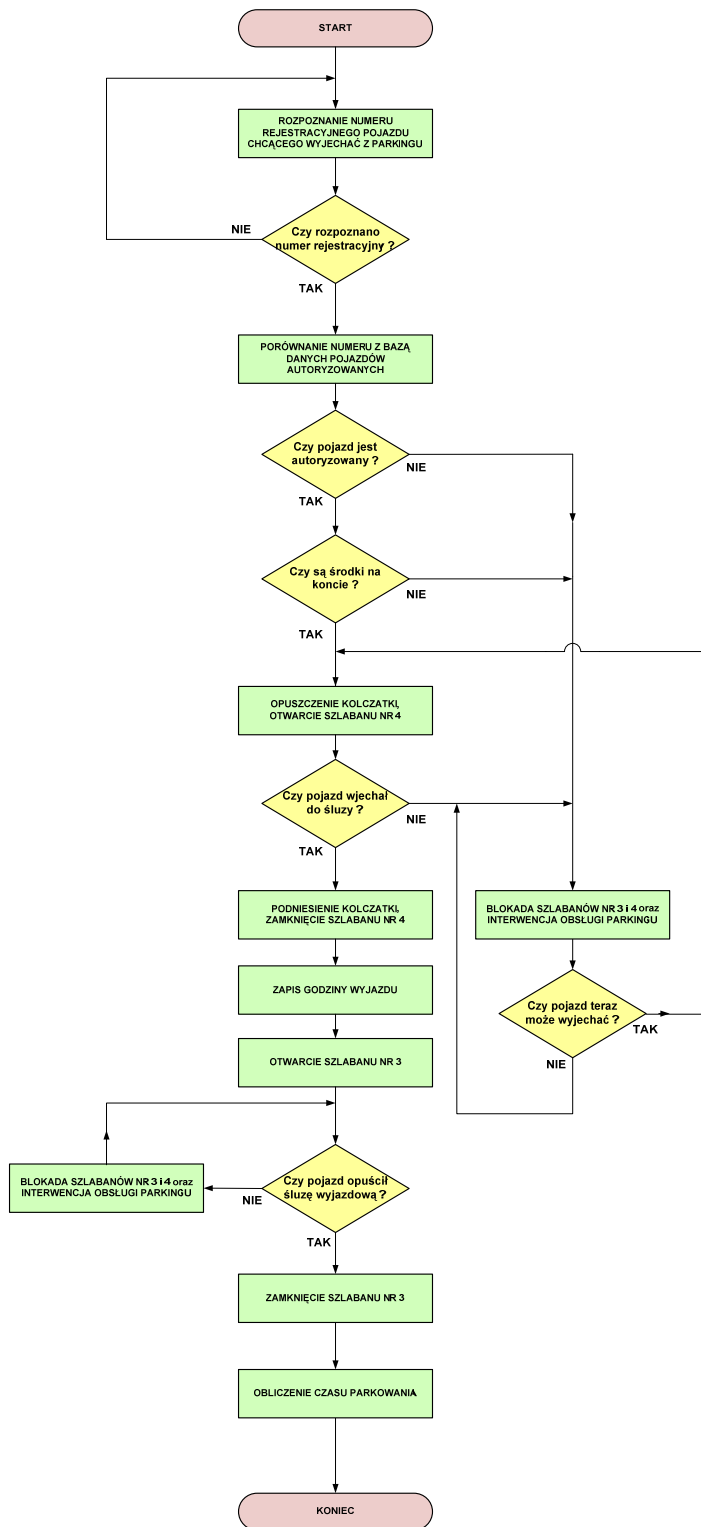 START
ROZPOZNANIE NUMERU
REJESTRACYJNEGO POJAZDU
CHCĄCEGO WYJECHAĆ Z PARKINGU
NIE
Czy rozpoznano
numer rejestracyjny ?
TAK
PORÓWNANIE NUMERU Z BAZĄ
DANYCH POJAZDÓW
AUTORYZOWANYCH
Czy pojazd jest
autoryzowany ?
NIE
TAK
Czy są środki na
koncie ?
NIE
TAK
OPUSZCZENIE KOLCZATKI,
OTWARCIE SZLABANU NR 4
Czy pojazd wjechał
do śluzy ?
NIE
TAK
PODNIESIENIE KOLCZATKI,
ZAMKNIĘCIE SZLABANU NR 4
BLOKADA SZLABANÓW NR 3 i 4 oraz
INTERWENCJA OBSŁUGI PARKINGU
ZAPIS GODZINY WYJAZDU
Czy pojazd teraz
może wyjechać ?
TAK
NIE
OTWARCIE SZLABANU NR 3
BLOKADA SZLABANÓW NR 3 i 4 oraz
INTERWENCJA OBSŁUGI PARKINGU
NIE
Czy pojazd opuścił
śluzę wyjazdową ?
TAK
ZAMKNIĘCIE SZLABANU NR 3
OBLICZENIE CZASU PARKOWANIA
KONIEC